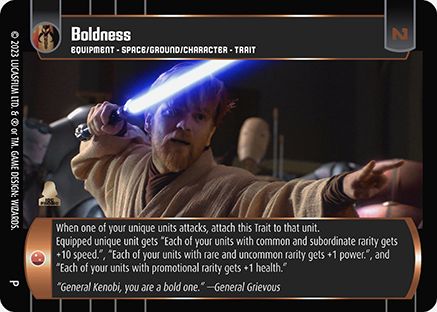 Boldness
EQUIPMENT - SPACE/GROUND/CHARACTER - TRAIT
N
© 2023 LUCASFILM LTD. & ® or TM. GAME DESIGN: WIZARDS.
P
When one of your unique units attacks, attach this Trait to that unit.
Equipped unique unit gets "Each of your units with common and subordinate rarity gets
+10 speed.", "Each of your units with rare and uncommon rarity gets +1 power.", and
"Each of your units with promotional rarity gets +1 health."
"General Kenobi, you are a bold one." —General Grievous